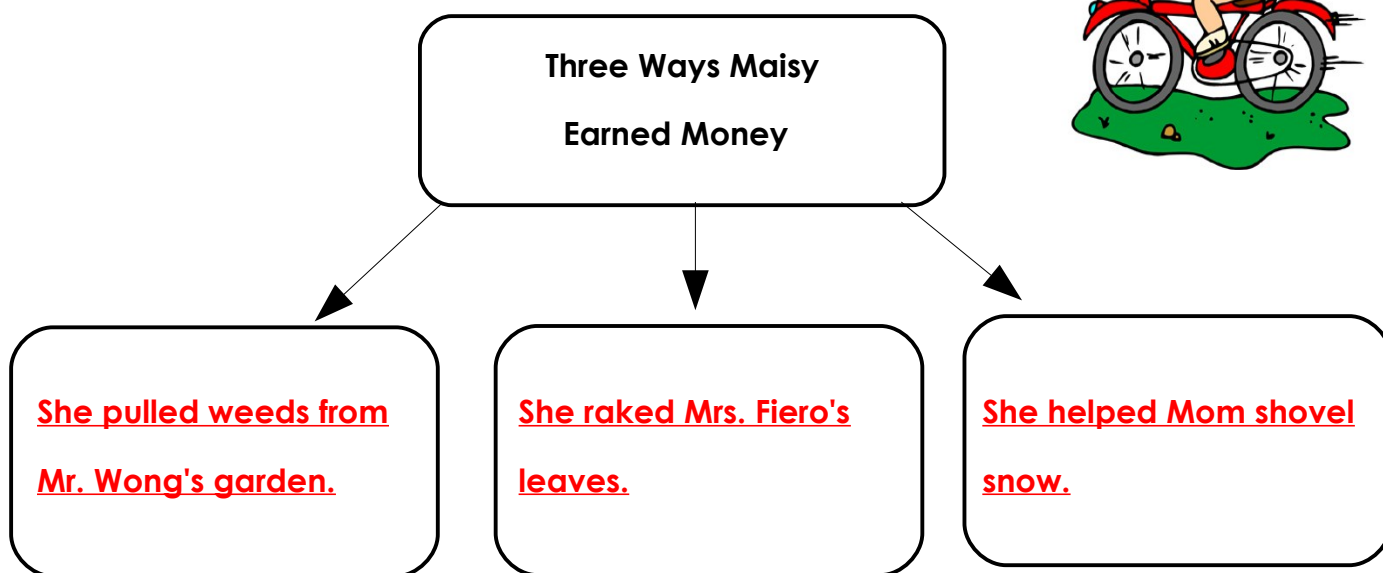 Three Ways Maisy
Earned Money
She pulled weeds from
Mr. Wong's garden.
She raked Mrs. Fiero's
leaves.
She helped Mom shovel
snow.